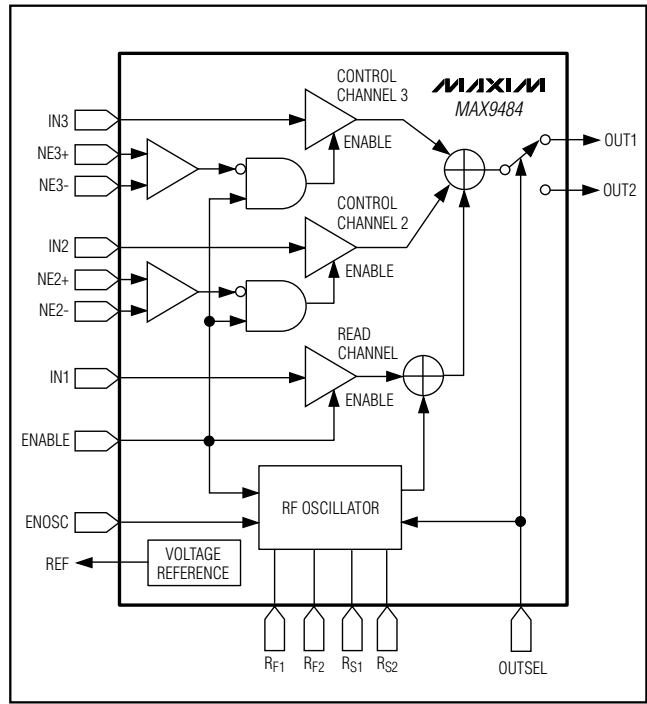 CONTROL
CHANNEL 3
MAXIM
MAX9484
IN3
NE3+
NE3-
ENABLE
OUT1
OUT2
CONTROL
CHANNEL 2
IN2
NE2+
NE2-
ENABLE
READ
CHANNEL
IN1
ENABLE
ENABLE
ENOSC
RF OSCILLATOR
REF
VOLTAGE
REFERENCE
RF1
RF2
RS1
RS2
OUTSEL